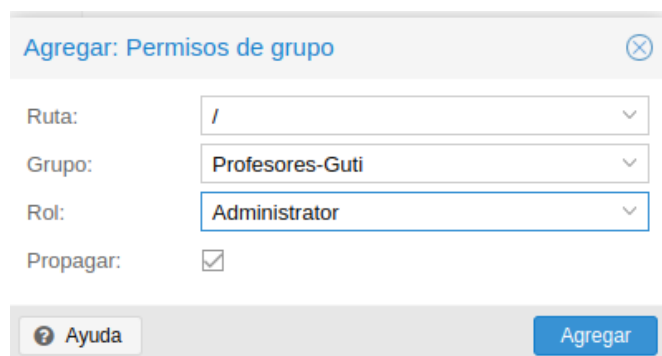 Agregar: Permisos de grupo
Ruta: /
Grupo: Profesores-Guti
Rol: Administrator
Propagar:
Ayuda Agregar